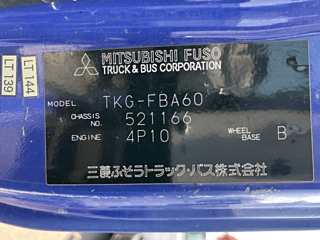 LT144
LT139
MITSUBISHI FUSO
TRUCK & BUS CORPORATION
MODEL TKG-FBA60
CHASSIS NO. 521166
ENGINE 4P10 WHEEL BASE B
三菱ふそうトラック・バス株式会社